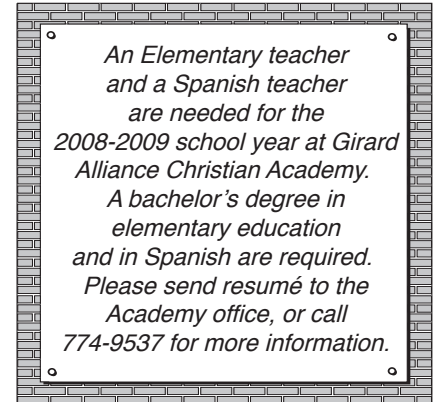 An Elementary teacher
and a Spanish teacher
are needed for the
2008-2009 school year at Girard
Alliance Christian Academy.
A bachelor's degree in
elementary education
and in Spanish are required.
Please send resumé to the
Academy office, or call
774-9537 for more information.